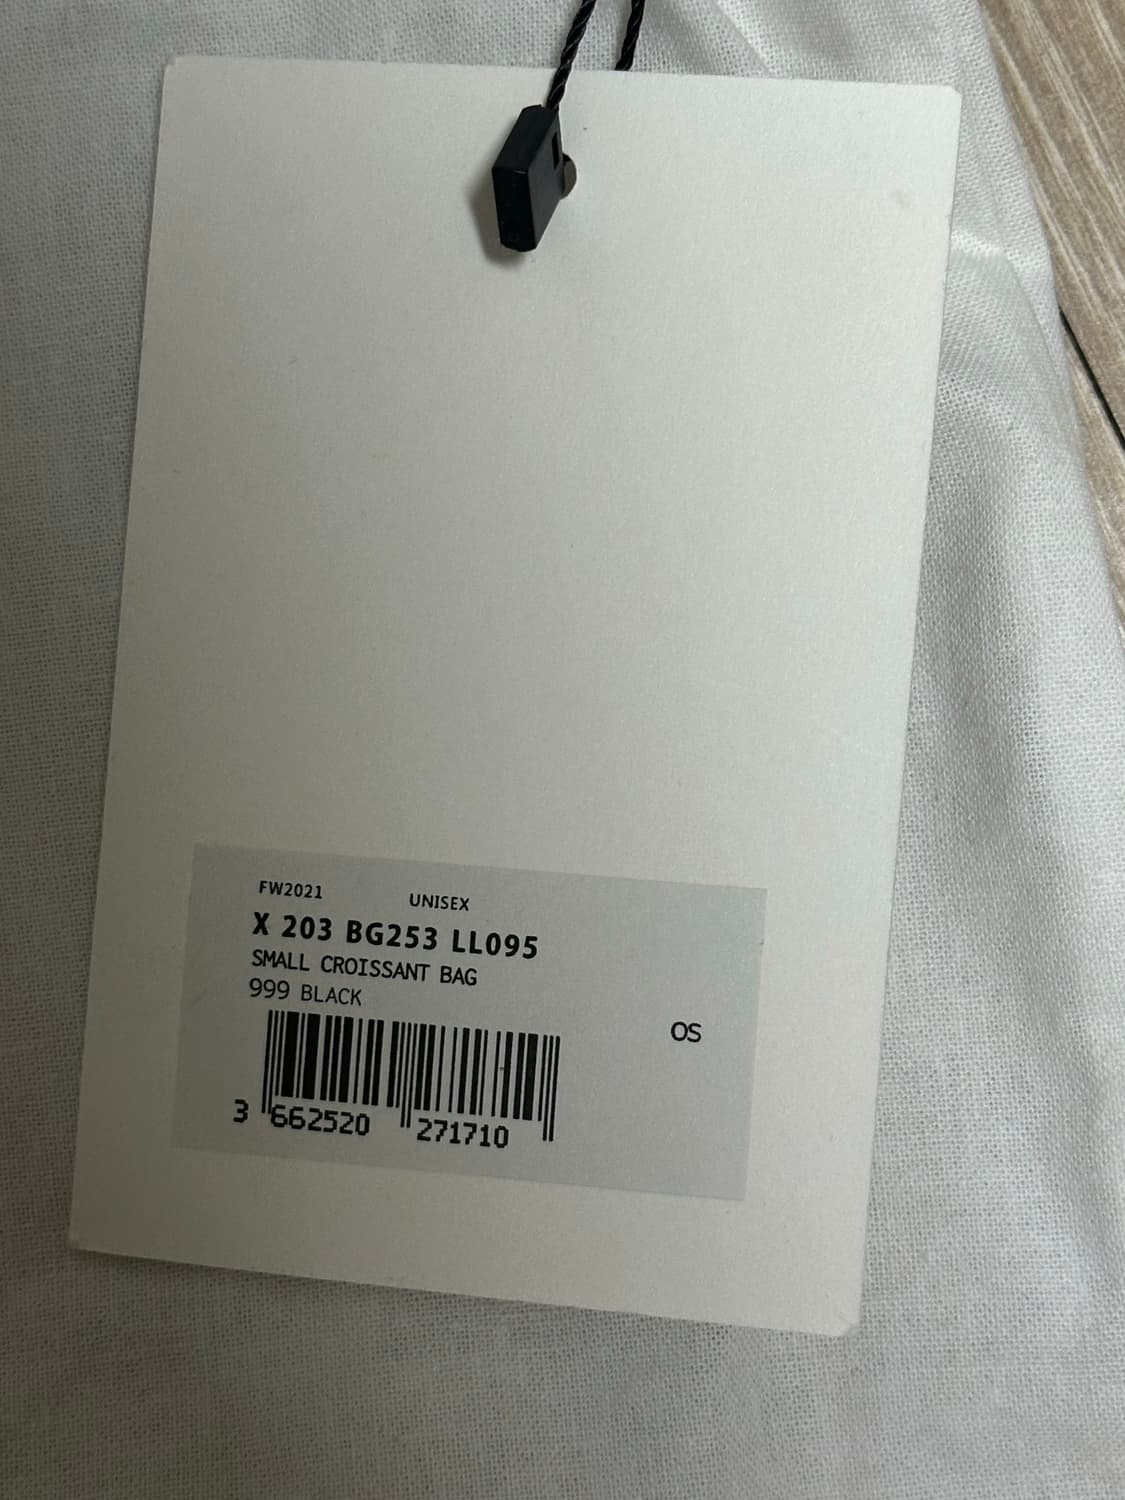 FW2021 UNISEX
X 203 BG253 LL095
SMALL CROISSANT BAG
999 BLACK
OS
3 662520 271710